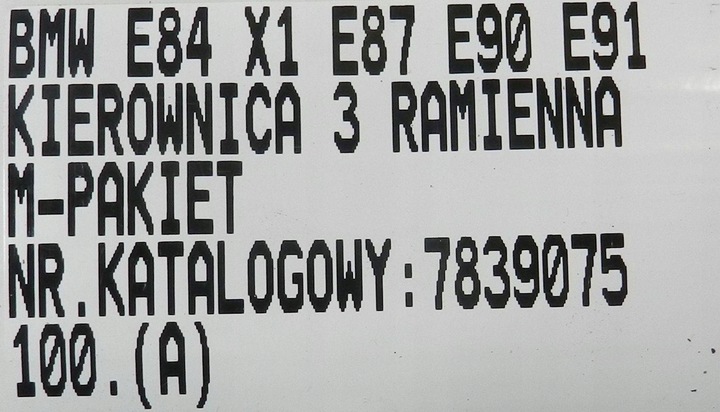 BMW E84 X1 E87 E90 E91
KIEROWNICA 3 RAMIENNA
M-PAKIET
NR.KATALOGOWY:7839075
100.(A)